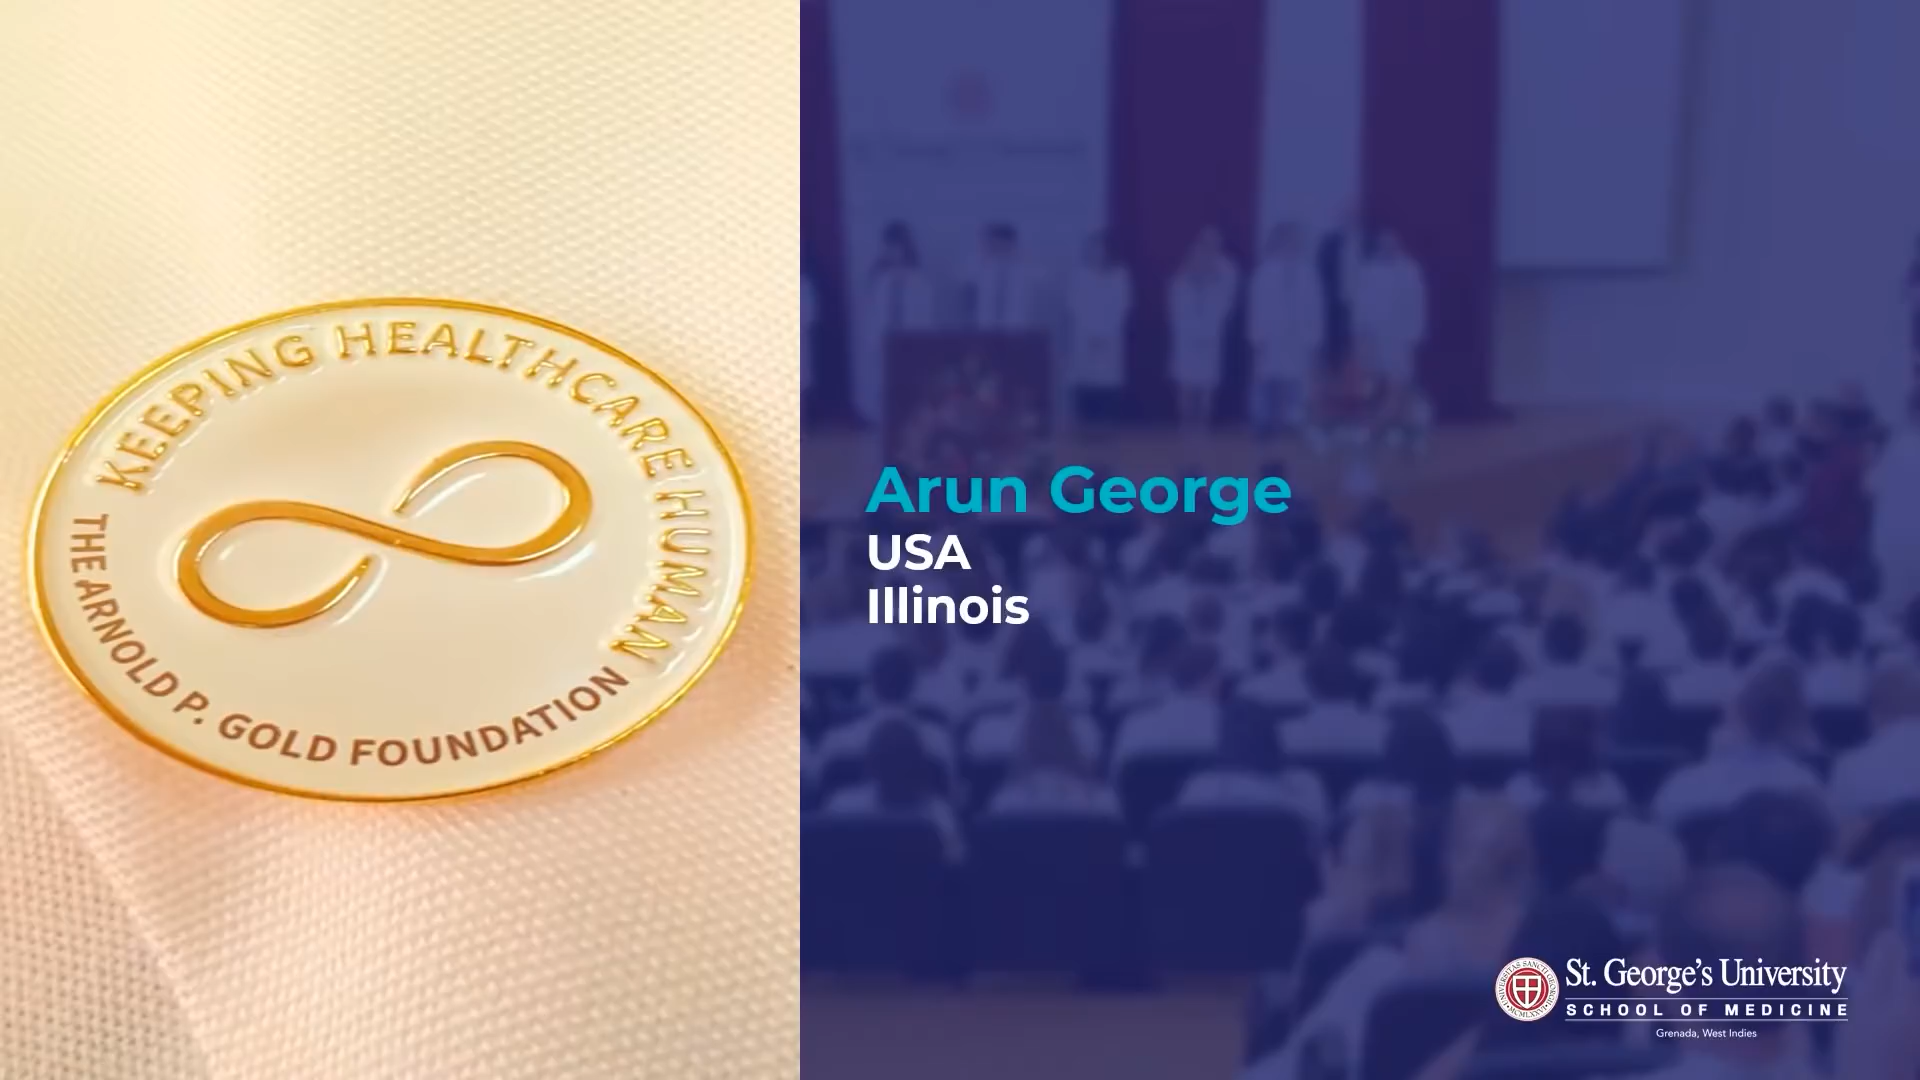 KEEPING HEALTHCARE HUMAN
THE ARNOLD P. GOLD FOUNDATION
Arun George
USA
Illinois
St. George's University
SCHOOL OF MEDICINE
Grenada, West Indies